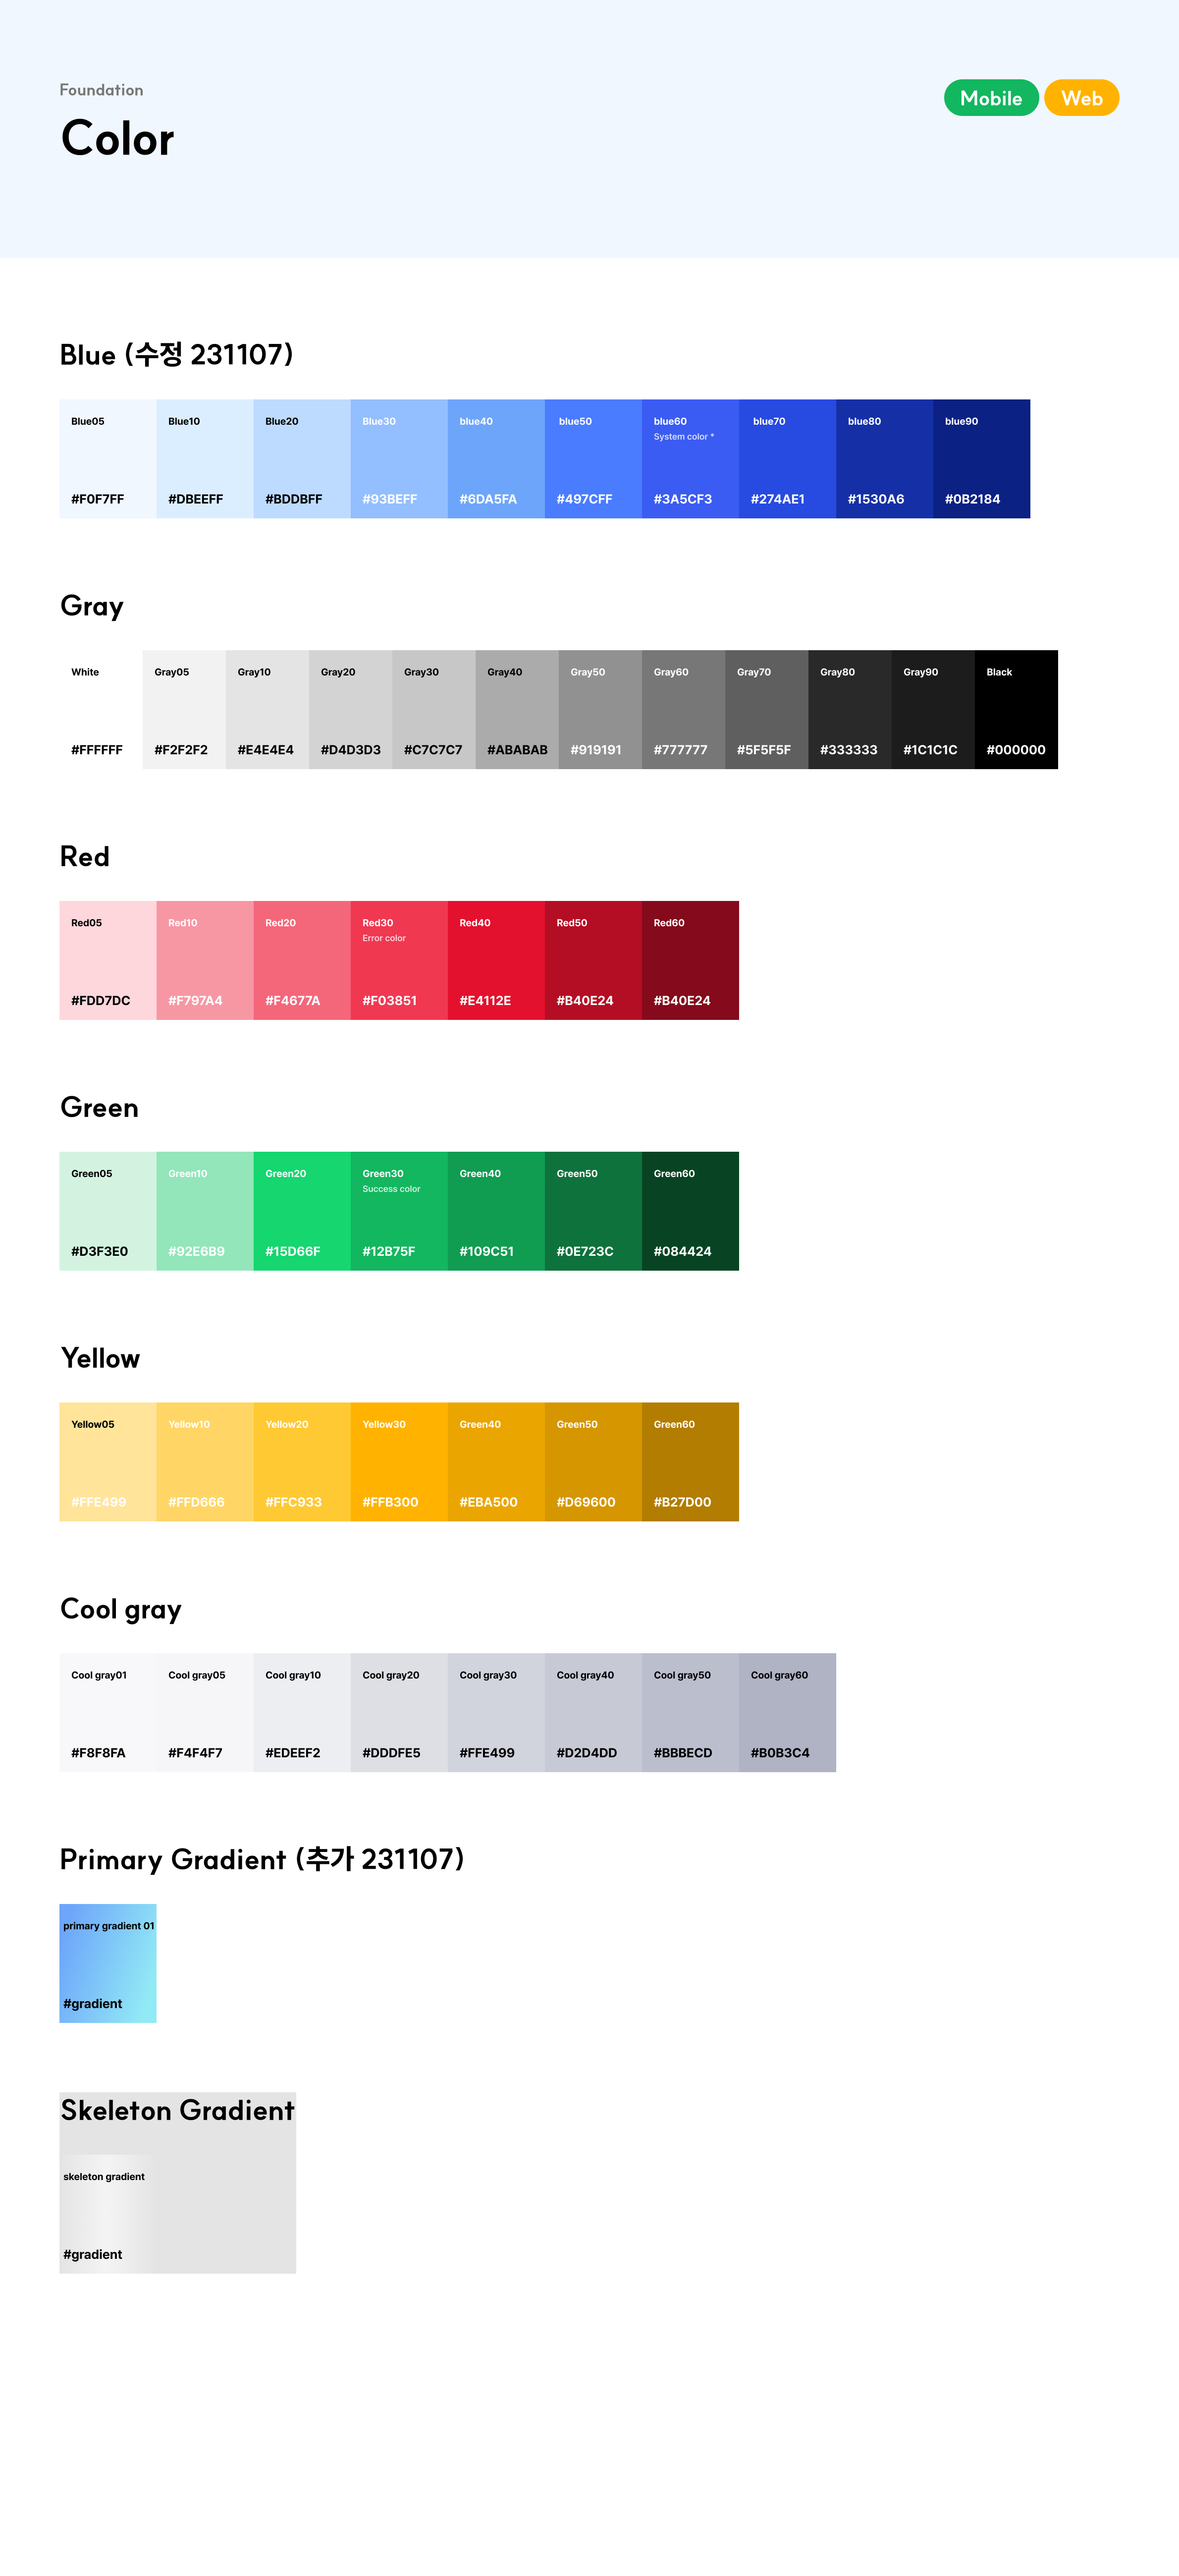 Foundation
Color
Mobile
Web
Blue (수정 231107)
Blue05 Blue10 Blue20 Blue30 blue40 blue50 blue60 blue70 blue80 blue90
System color *
#F0F7FF #DBEEFF #BDDBFF #93BEFF #6DA5FA #497CFF #3A5CF3 #274AE1 #1530A6 #0B2184
Gray
White Gray05 Gray10 Gray20 Gray30 Gray40 Gray50 Gray60 Gray70 Gray80 Gray90 Black
#FFFFFF #F2F2F2 #E4E4E4 #D4D3D3 #C7C7C7 #ABABAB #919191 #777777 #5F5F5F #333333 #1C1C1C #000000
Red
Red05 Red10 Red20 Red30 Red40 Red50 Red60
Error color
#FDD7DC #F797A4 #F4677A #F03851 #E4112E #B40E24 #B40E24
Green
Green05 Green10 Green20 Green30 Green40 Green50 Green60
Success color
#D3F3E0 #92E6B9 #15D66F #12B75F #109C51 #0E723C #084424
Yellow
Yellow05 Yellow10 Yellow20 Yellow30 Green40 Green50 Green60
#FFE499 #FFD666 #FFC933 #FFB300 #EBA500 #D69600 #B27D00
Cool gray
Cool gray01 Cool gray05 Cool gray10 Cool gray20 Cool gray30 Cool gray40 Cool gray50 Cool gray60
#F8F8FA #F4F4F7 #EDEEF2 #DDDFE5 #FFE499 #D2D4DD #BBBECD #B0B3C4
Primary Gradient (추가 231107)
primary gradient 01
#gradient
Skeleton Gradient
skeleton gradient
#gradient